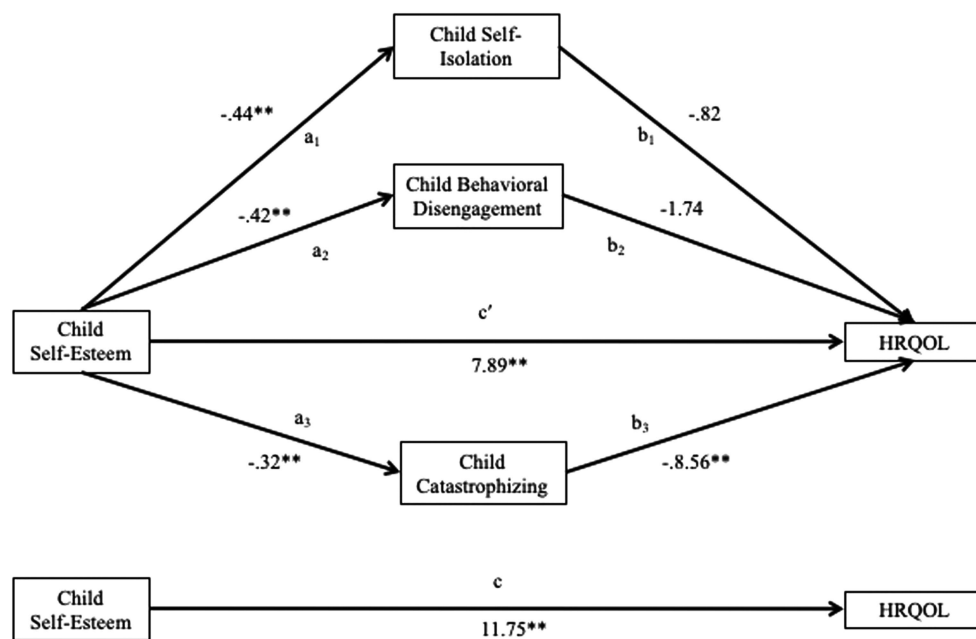 Child Self-
Isolation
-.44**
a1
-.82
b1
Child Behavioral
Disengagement
-.42**
a2
-1.74
b2
Child
Self-Esteem
c′
7.89**
HRQOL
a3
-.32**
b3
-.8.56**
Child
Catastrophizing
Child
Self-Esteem
c
11.75**
HRQOL